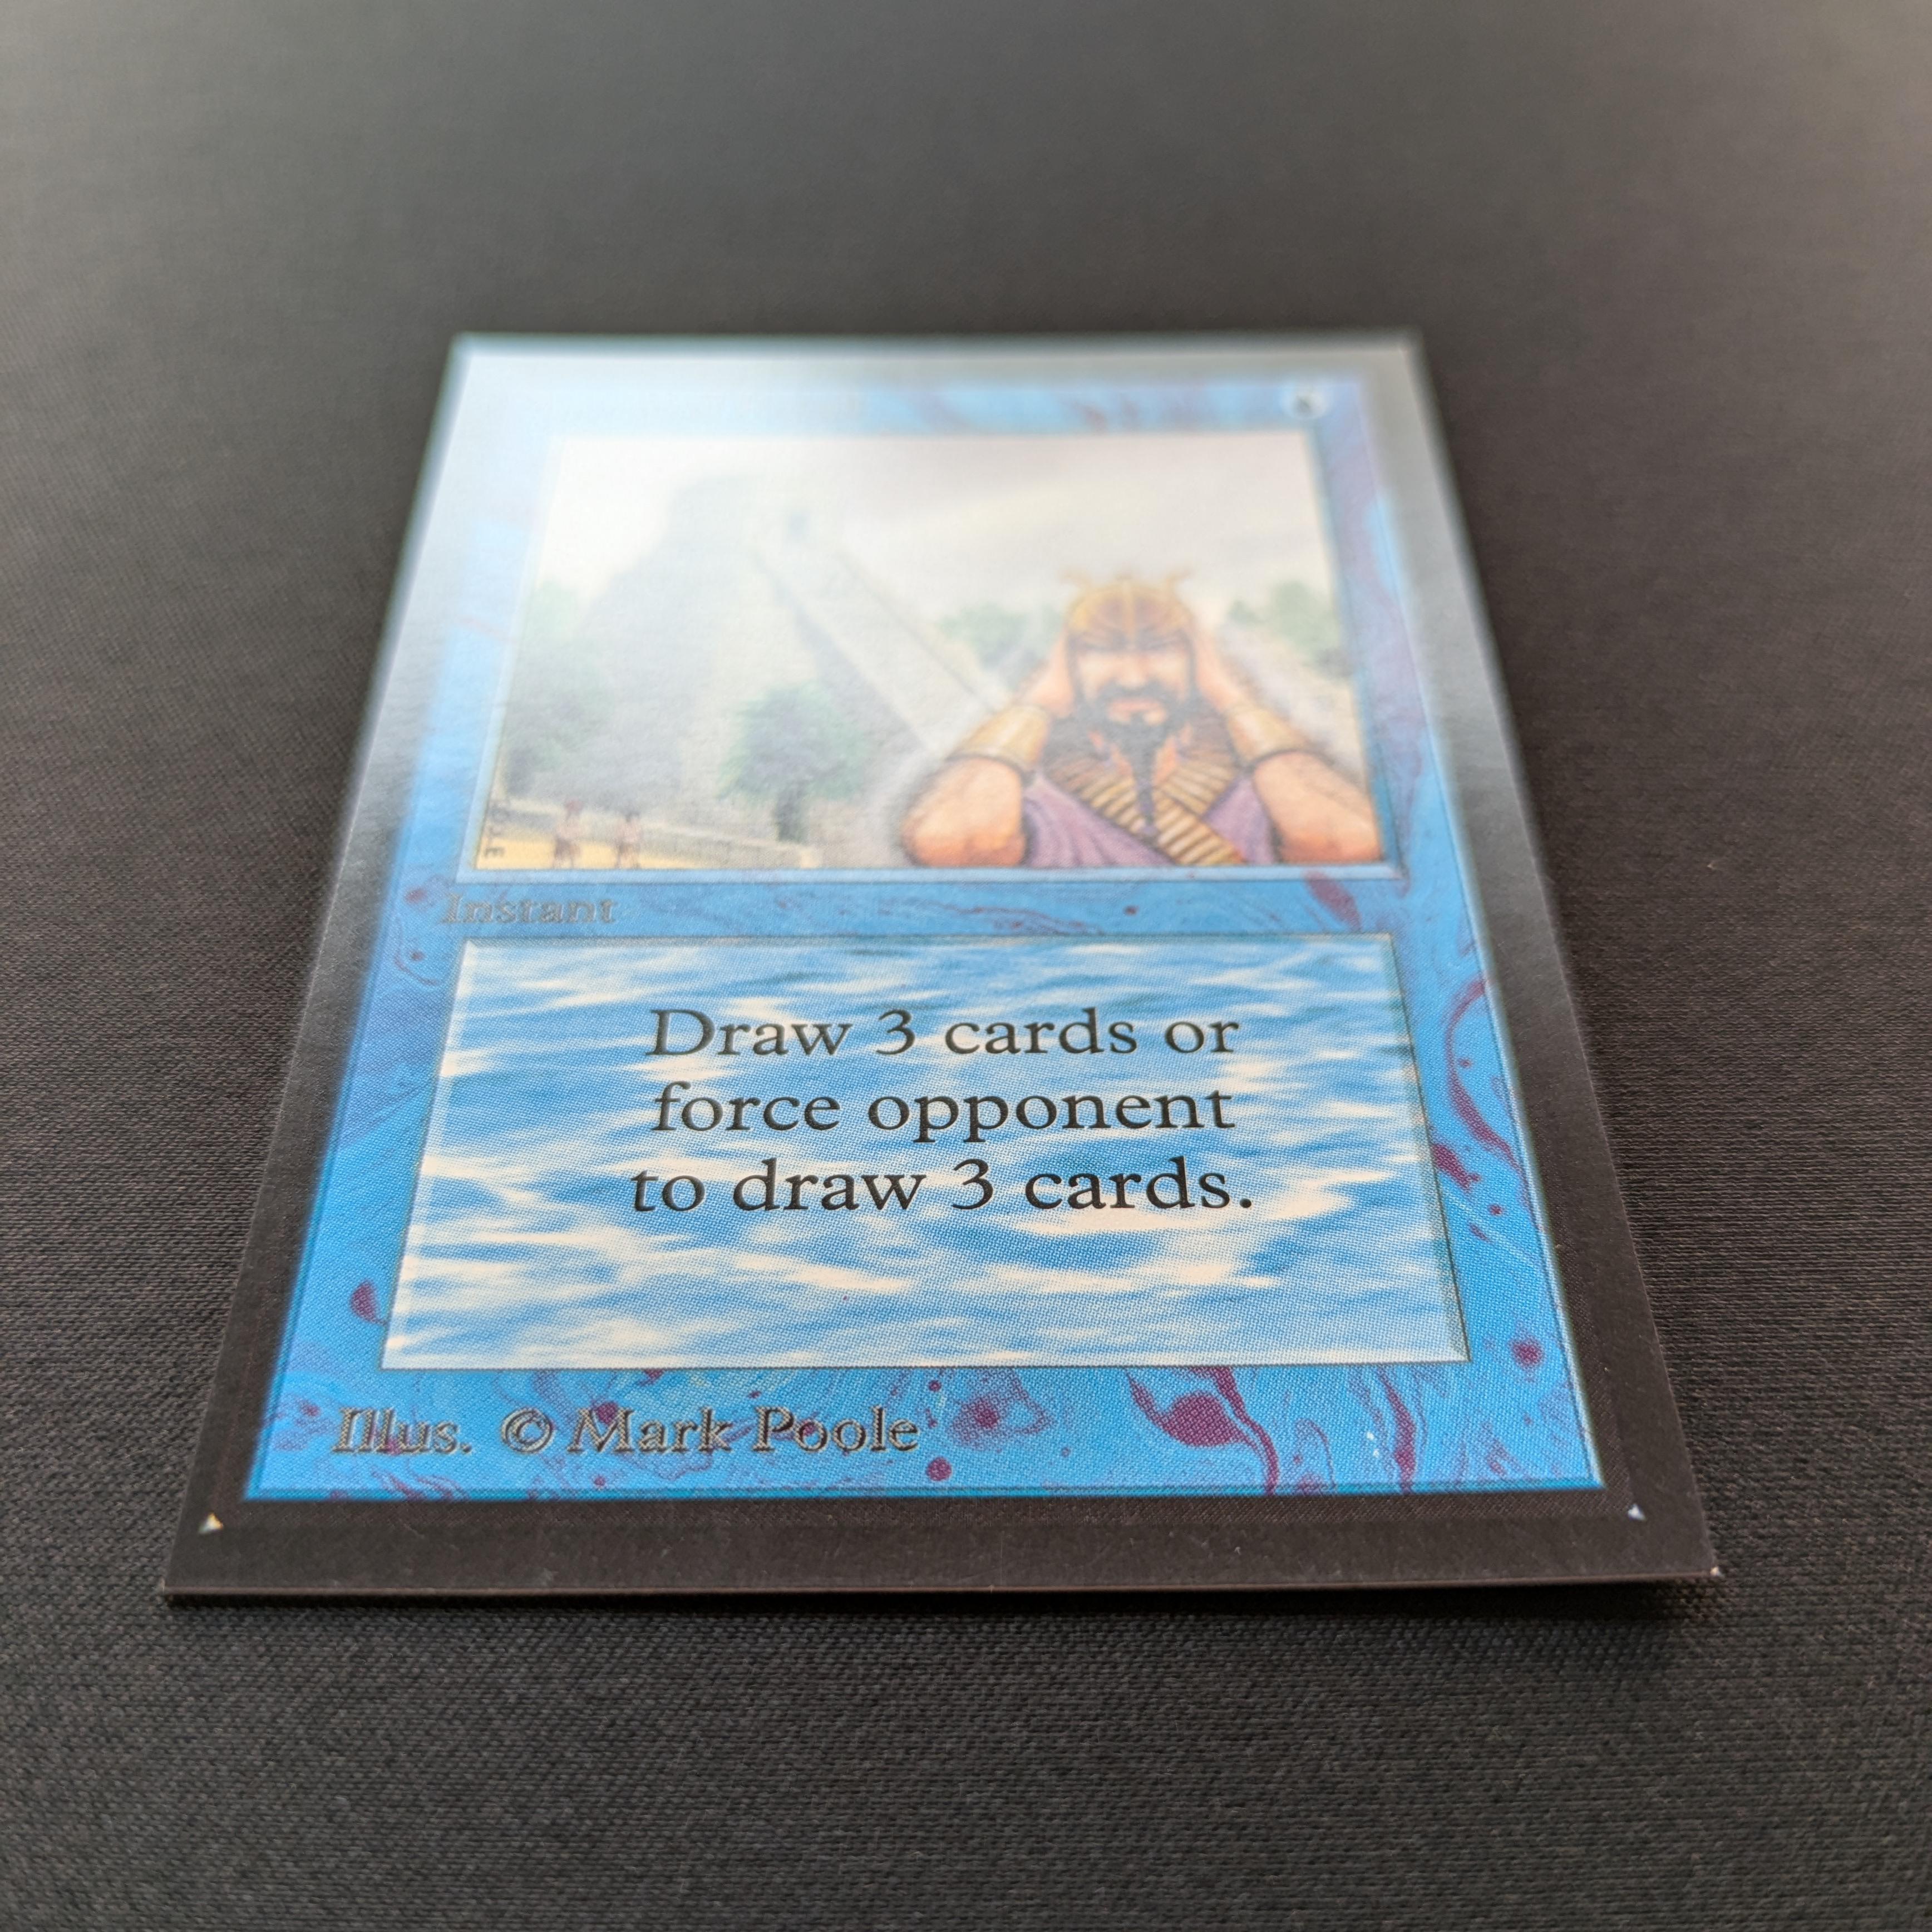 Instant
Draw 3 cards or
force opponent
to draw 3 cards.
Illus. © Mark Poole